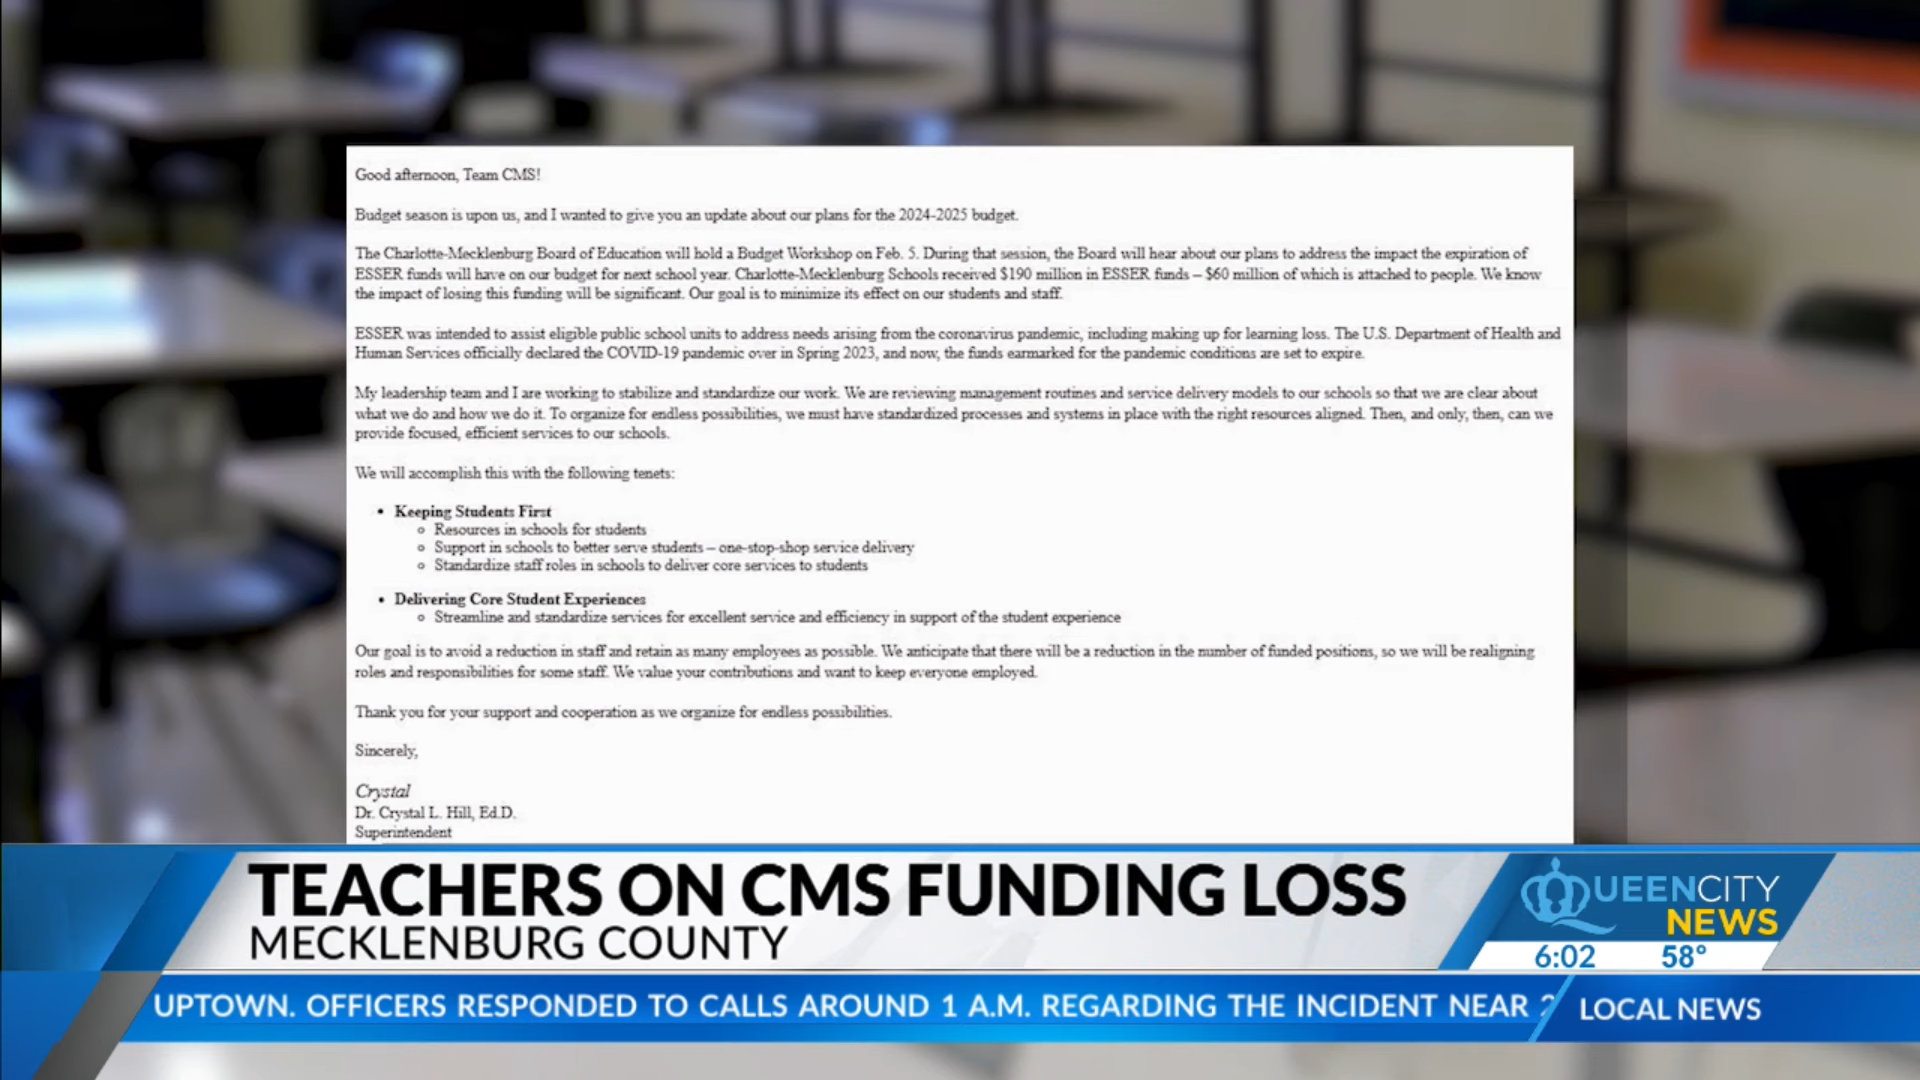 Good afternoon, Team CMS!
Budget season is upon us, and I wanted to give you an update about our plans for the 2024-2025 budget.
The Charlotte-Mecklenburg Board of Education will hold a Budget Workshop on Feb. 5. During that session, the Board will hear about our plans to address the impact the expiration of
ESSER funds will have on our budget for next school year. Charlotte-Mecklenburg Schools received $190 million in ESSER funds – $60 million of which is attached to people. We know
the impact of losing this funding will be significant. Our goal is to minimize its effect on our students and staff.
ESSER was intended to assist eligible public school units to address needs arising from the coronavirus pandemic, including making up for learning loss. The U.S. Department of Health and
Human Services officially declared the COVID-19 pandemic over in Spring 2023, and now, the funds earmarked for the pandemic conditions are set to expire.
My leadership team and I are working to stabilize and standardize our work. We are reviewing management routines and service delivery models to our schools so that we are clear about
what we do and how we do it. To organize for endless possibilities, we must have standardized processes and systems in place with the right resources aligned. Then, and only, then, can we
provide focused, efficient services to our schools.
We will accomplish this with the following tenets:
• Keeping Students First
○ Resources in schools for students
○ Support in schools to better serve students – one-stop-shop service delivery
○ Standardize staff roles in schools to deliver core services to students
• Delivering Core Student Experiences
○ Streamline and standardize services for excellent service and efficiency in support of the student experience
Our goal is to avoid a reduction in staff and retain as many employees as possible. We anticipate that there will be a reduction in the number of funded positions, so we will be realigning
roles and responsibilities for some staff. We value your contributions and want to keep everyone employed.
Thank you for your support and cooperation as we organize for endless possibilities.
Sincerely,
Crystal
Dr. Crystal L. Hill, Ed.D.
Superintendent
TEACHERS ON CMS FUNDING LOSS
MECKLENBURG COUNTY
QUEEN CITY
NEWS
6:02 58°
UPTOWN. OFFICERS RESPONDED TO CALLS AROUND 1 A.M. REGARDING THE INCIDENT NEAR
LOCAL NEWS